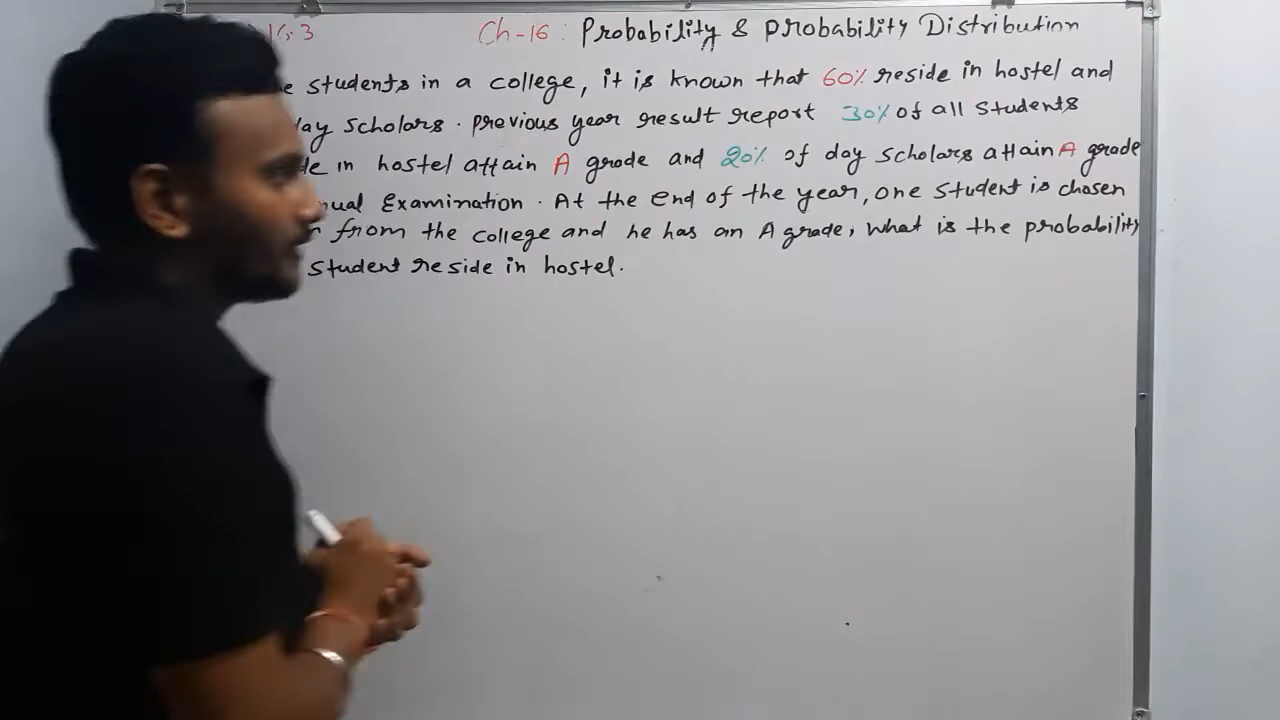 16.3 Ch-16 : Probability & Probability Distribution
students in a college, it is known that 60% reside in hostel and
day scholars. previous year result report 30% of all students
in hostel attain A grade and 20% of day scholars attain A grade
Examination. At the end of the year, one student is chosen
from the college and he has an A grade, what is the probability
student reside in hostel.